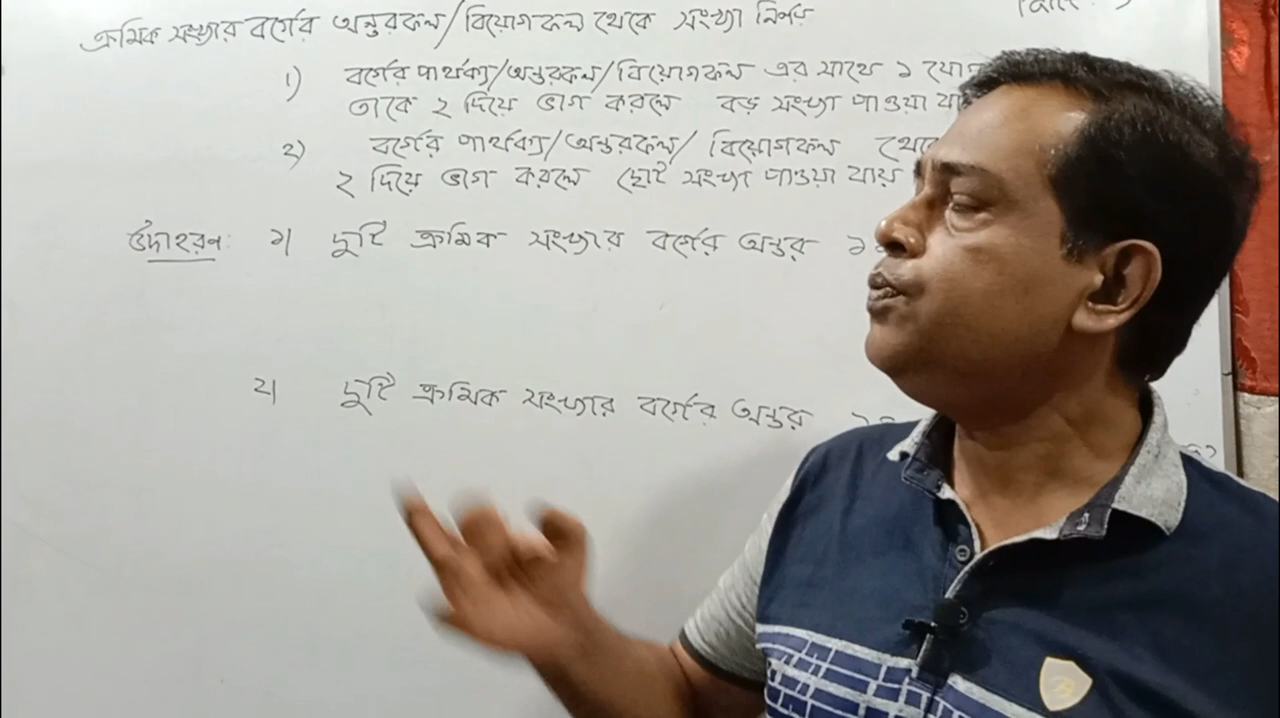 ক্রমিক সংখ্যার বর্গের অন্তরফল/বিয়োগফল থেকে সংখ্যা নির্ণয়
১) বর্গের পার্থক্য/অন্তরফল/বিয়োগফল এর সাথে ১ যোগ
তাকে ২ দিয়ে ভাগ করলে বড় সংখ্যা পাওয়া যা
২) বর্গের পার্থক্য/অন্তরফল/ বিয়োগফল থেকে
২ দিয়ে ভাগ করলে ছোট সংখ্যা পাওয়া যায়
উদাহরন: ১| দুটি ক্রমিক সংখ্যার বর্গের অন্তর
২| দুটি ক্রমিক সংখ্যার বর্গের অন্তর